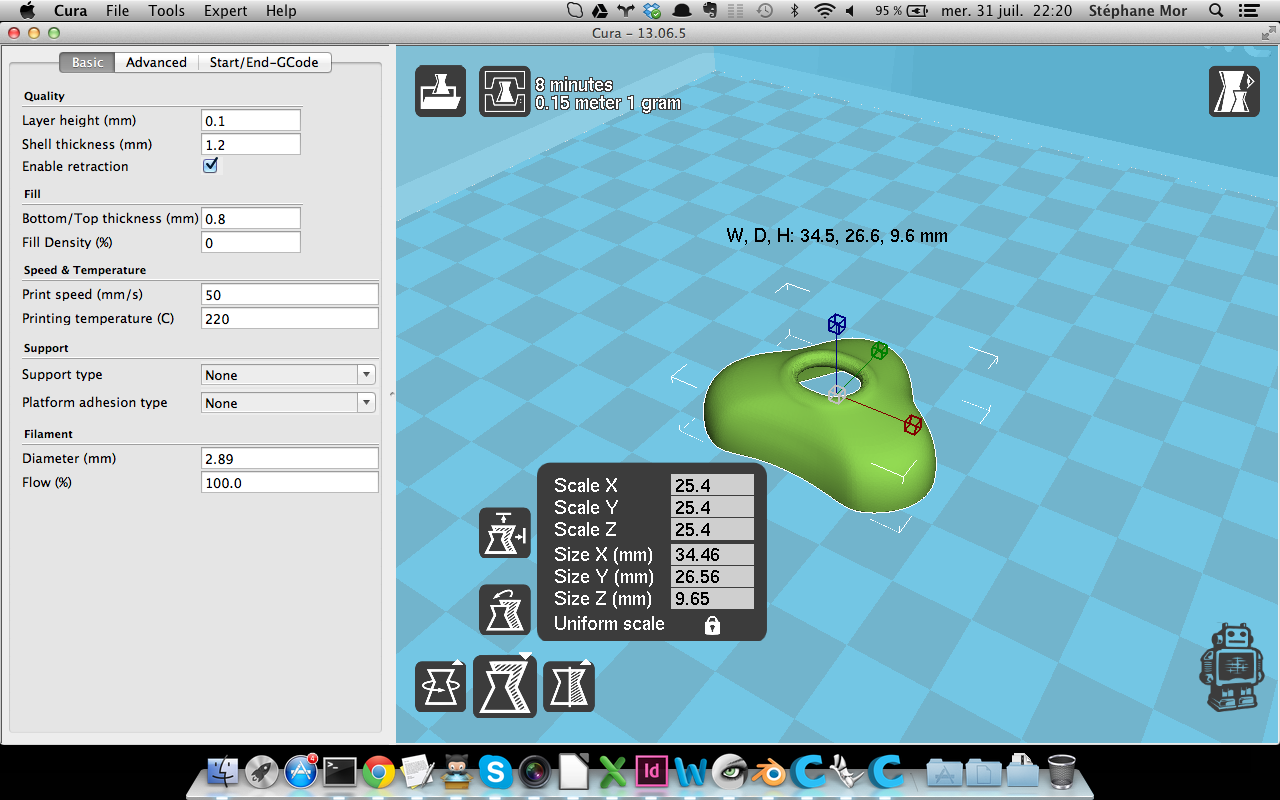 Cura File Tools Expert Help 95 % mer. 31 juil. 22:20 Stéphane Mor
Cura – 13.06.5
Basic Advanced Start/End-GCode
Quality
Layer height (mm) 0.1
Shell thickness (mm) 1.2
Enable retraction
Fill
Bottom/Top thickness (mm) 0.8
Fill Density (%) 0
Speed & Temperature
Print speed (mm/s) 50
Printing temperature (C) 220
Support
Support type None
Platform adhesion type None
Filament
Diameter (mm) 2.89
Flow (%) 100.0
8 minutes
0.15 meter 1 gram
W, D, H: 34.5, 26.6, 9.6 mm
Scale X 25.4
Scale Y 25.4
Scale Z 25.4
Size X (mm) 34.46
Size Y (mm) 26.56
Size Z (mm) 9.65
Uniform scale
4
Id